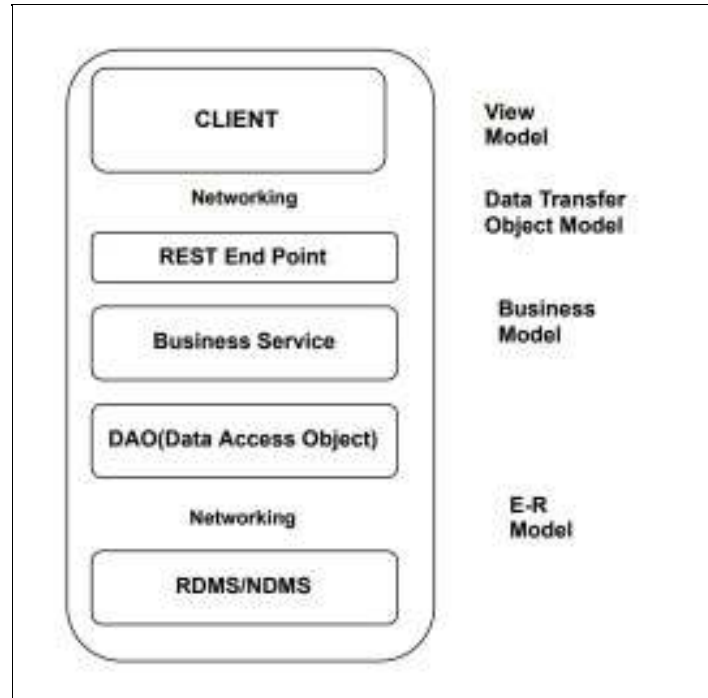 CLIENT
View
Model
Networking
Data Transfer
Object Model
REST End Point
Business Service
Business
Model
DAO(Data Access Object)
Networking
E-R
Model
RDMS/NDMS